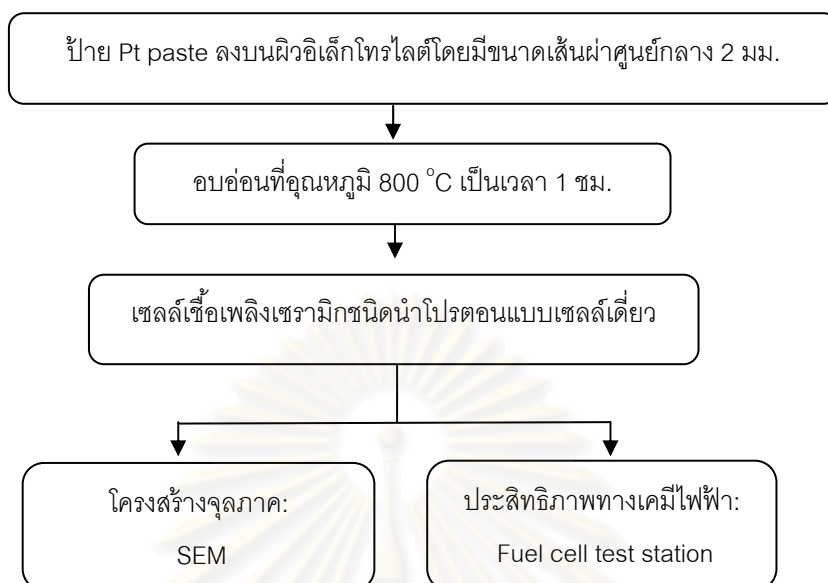 ป้าย Pt paste ลงบนผิวอิเล็กโทรไลต์โดยมีขนาดเส้นผ่าศูนย์กลาง 2 มม.
อบอ่อนที่อุณหภูมิ 800 °C เป็นเวลา 1 ชม.
เซลล์เชื้อเพลิงเซรามิกชนิดนำโปรตอนแบบเซลล์เดี่ยว
โครงสร้างจุลภาค:
SEM
ประสิทธิภาพทางเคมีไฟฟ้า:
Fuel cell test station